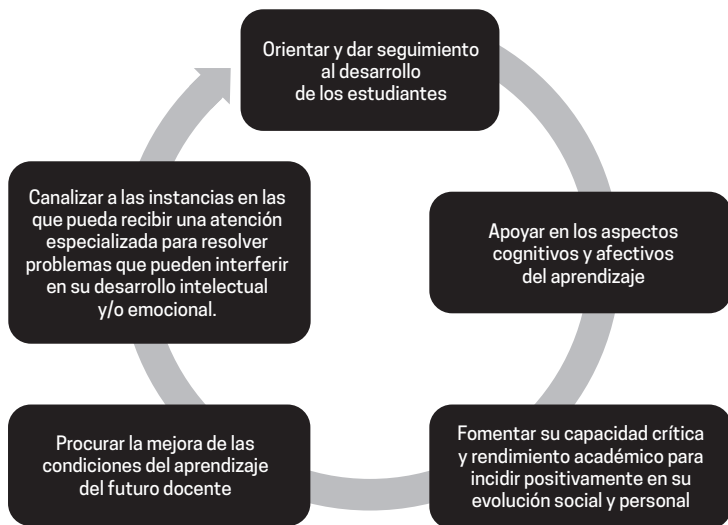 Orientar y dar seguimiento
al desarrollo
de los estudiantes
Apoyar en los aspectos
cognitivos y afectivos
del aprendizaje
Fomentar su capacidad crítica
y rendimiento académico para
incidir positivamente en su
evolución social y personal
Procurar la mejora de las
condiciones del aprendizaje
del futuro docente
Canalizar a las instancias en las
que pueda recibir una atención
especializada para resolver
problemas que pueden interferir
en su desarrollo intelectual
y/o emocional.